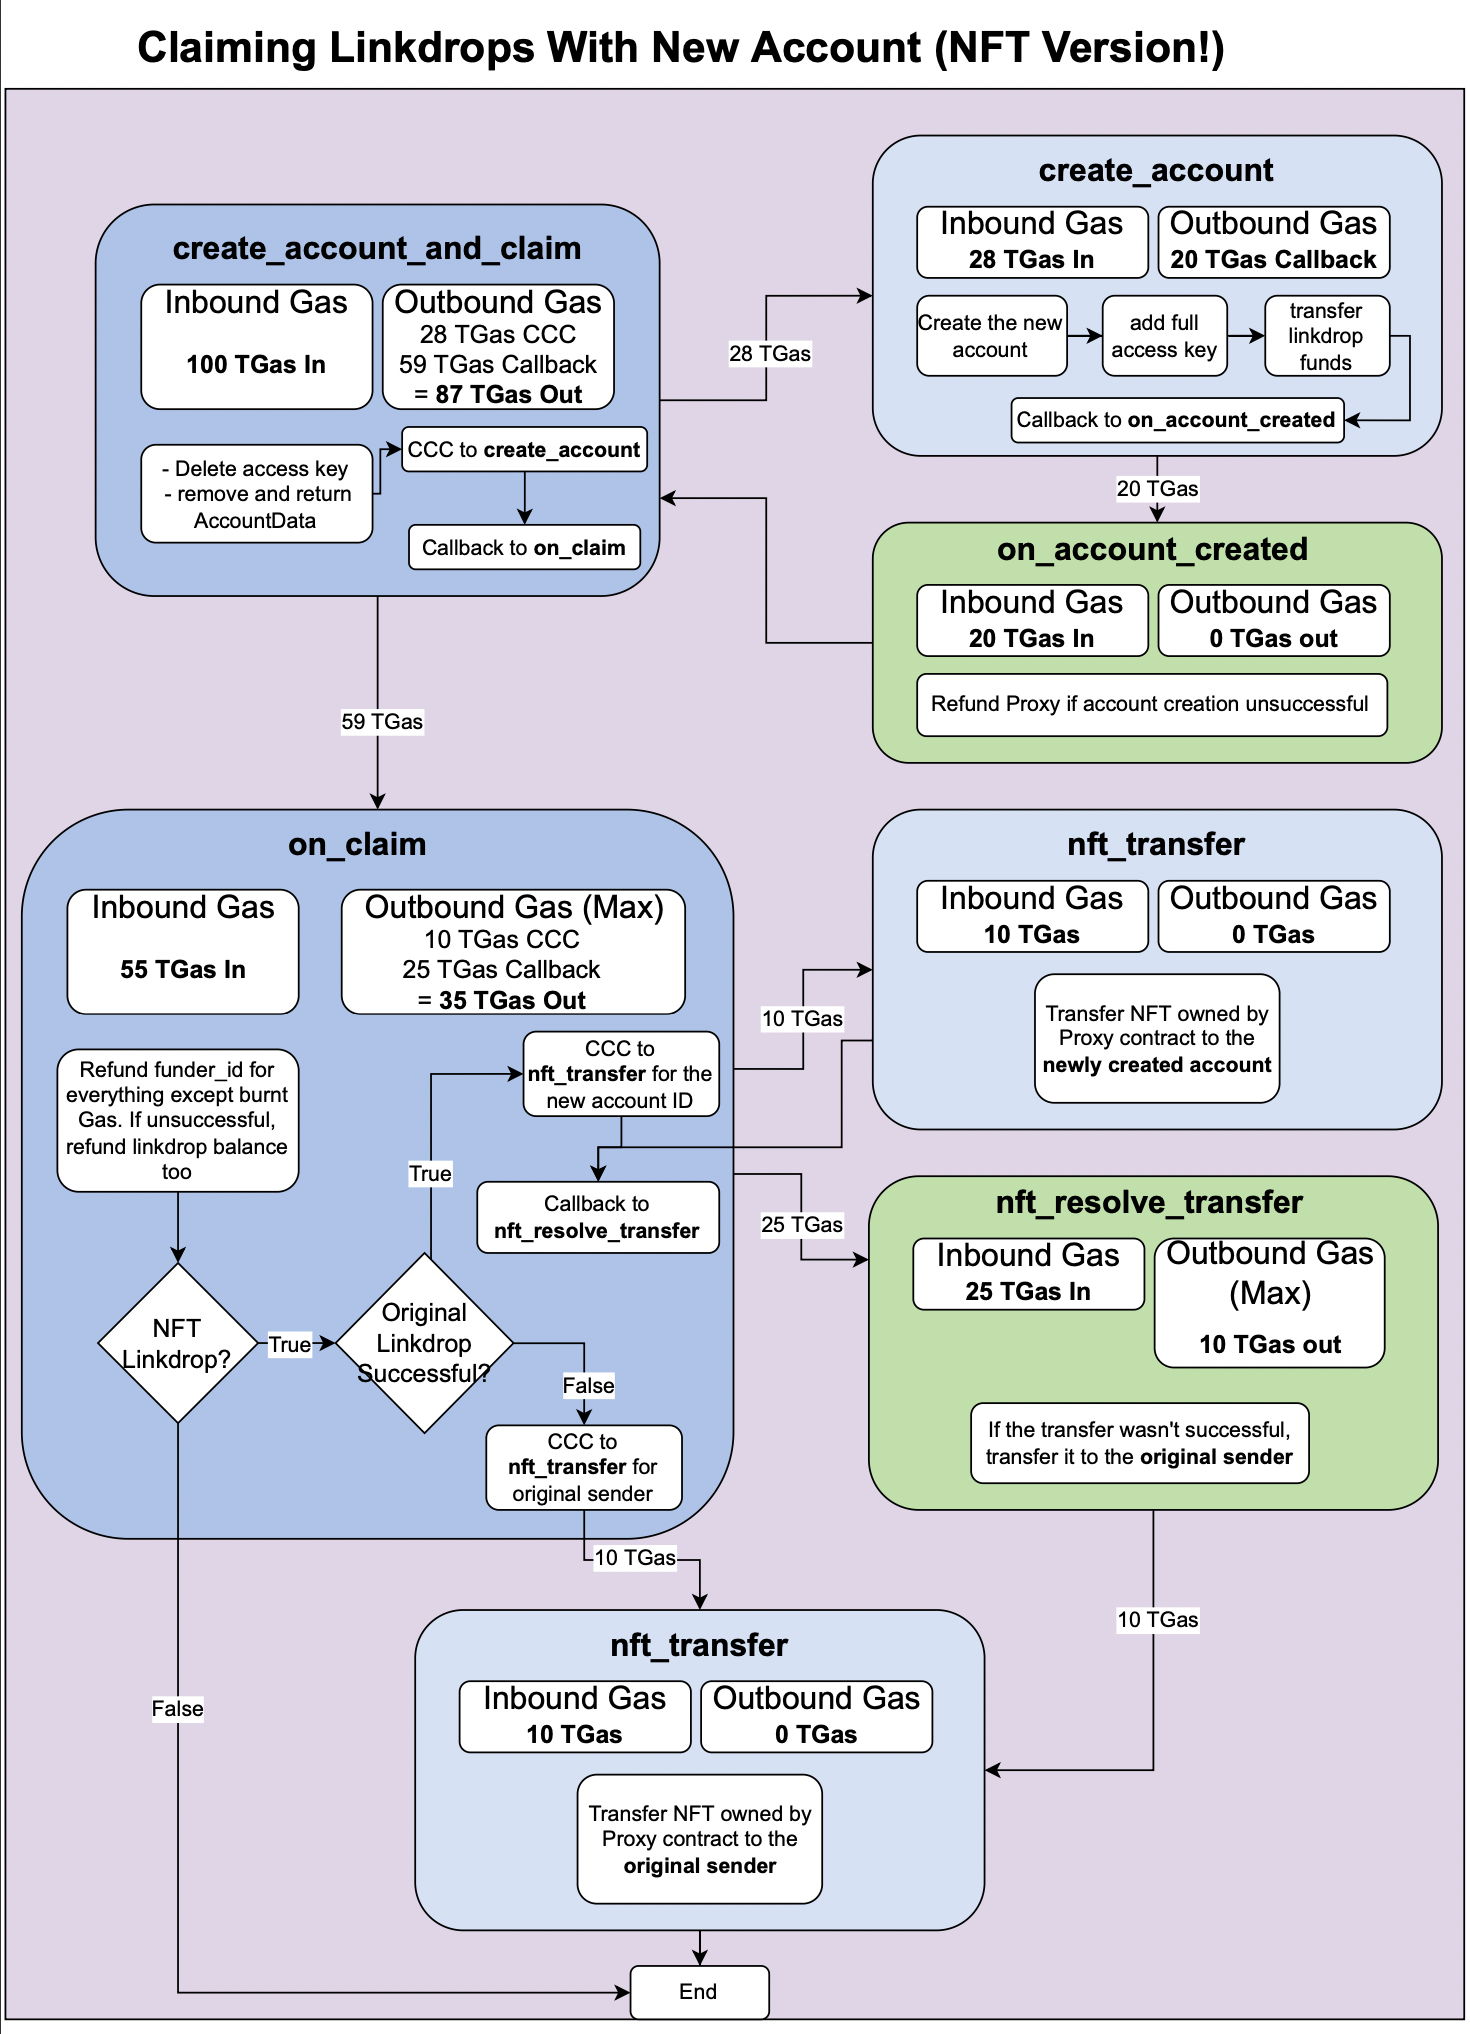 Claiming Linkdrops With New Account (NFT Version!)
create_account_and_claim
Inbound Gas
100 TGas In
Outbound Gas
28 TGas CCC
59 TGas Callback
= 87 TGas Out
- Delete access key
- remove and return
AccountData
CCC to create_account
Callback to on_claim
28 TGas
create_account
Inbound Gas
28 TGas In
Outbound Gas
20 TGas Callback
Create the new
account
add full
access key
transfer
linkdrop
funds
Callback to on_account_created
20 TGas
on_account_created
Inbound Gas
20 TGas In
Outbound Gas
0 TGas out
Refund Proxy if account creation unsuccessful
59 TGas
on_claim
Inbound Gas
55 TGas In
Outbound Gas (Max)
10 TGas CCC
25 TGas Callback
= 35 TGas Out
Refund funder_id for
everything except burnt
Gas. If unsuccessful,
refund linkdrop balance
too
CCC to
nft_transfer for the
new account ID
True
Callback to
nft_resolve_transfer
NFT
Linkdrop?
True
Original
Linkdrop
Successful?
False
CCC to
nft_transfer for
original sender
10 TGas
nft_transfer
Inbound Gas
10 TGas
Outbound Gas
0 TGas
Transfer NFT owned by
Proxy contract to the
newly created account
25 TGas
nft_resolve_transfer
Inbound Gas
25 TGas In
Outbound Gas
(Max)
10 TGas out
If the transfer wasn't successful,
transfer it to the original sender
10 TGas
10 TGas
nft_transfer
Inbound Gas
10 TGas
Outbound Gas
0 TGas
Transfer NFT owned by
Proxy contract to the
original sender
False
End